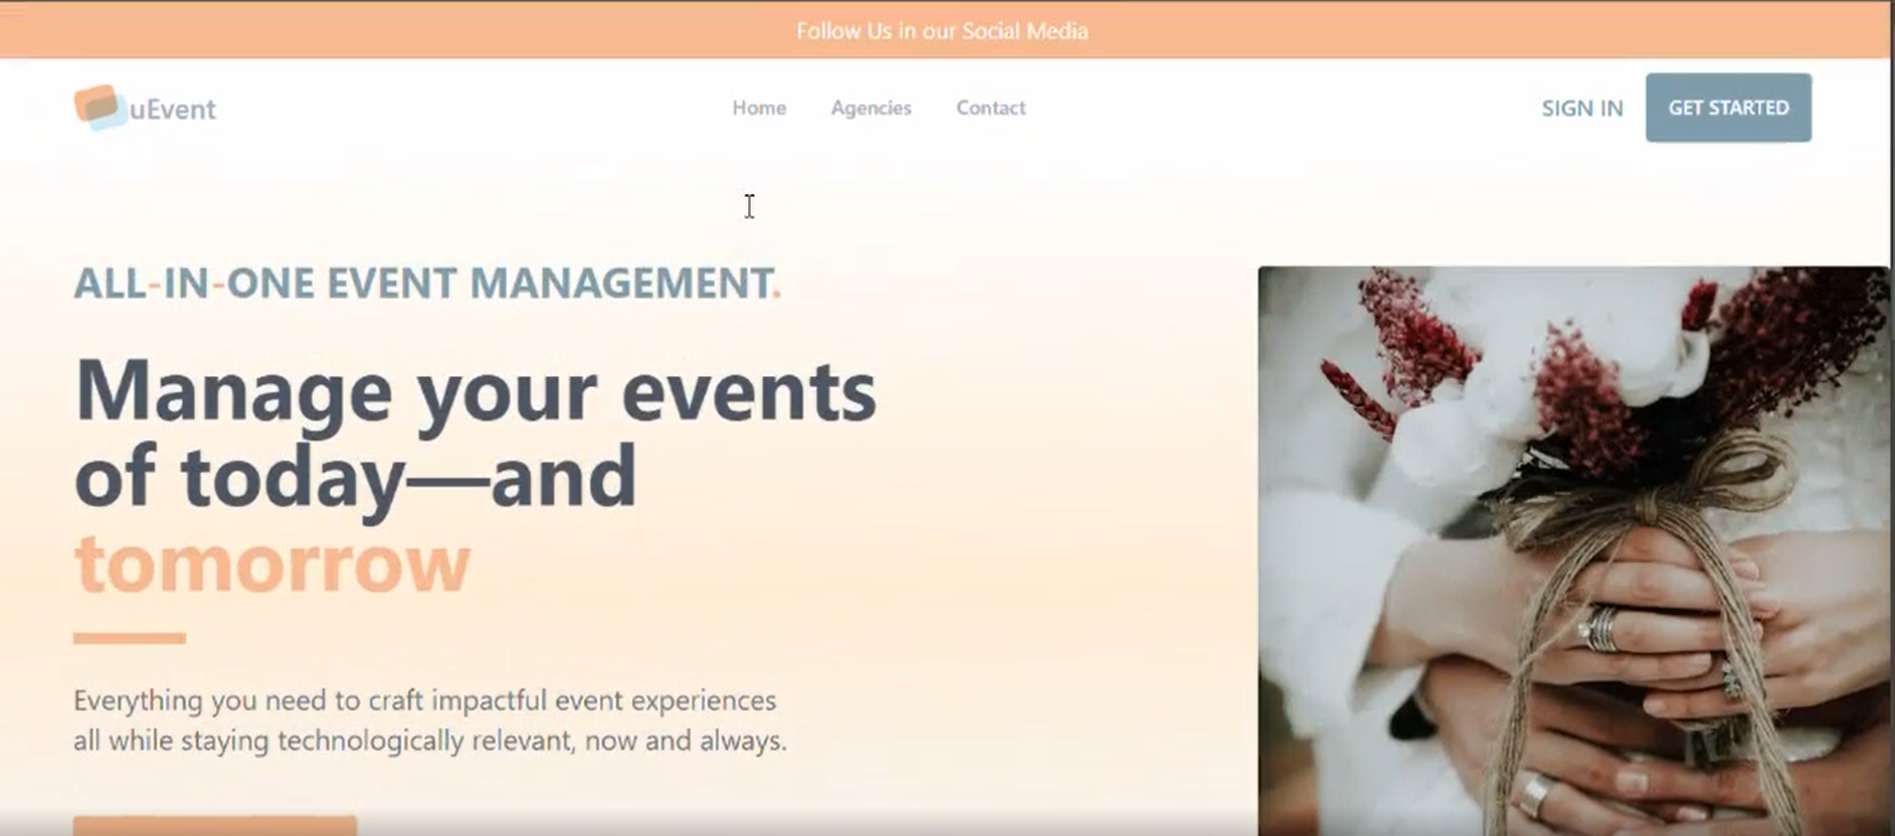 Follow Us in our Social Media
uEvent
Home Agencies Contact
SIGN IN GET STARTED
ALL-IN-ONE EVENT MANAGEMENT.
Manage your events
of today—and
tomorrow
Everything you need to craft impactful event experiences
all while staying technologically relevant, now and always.